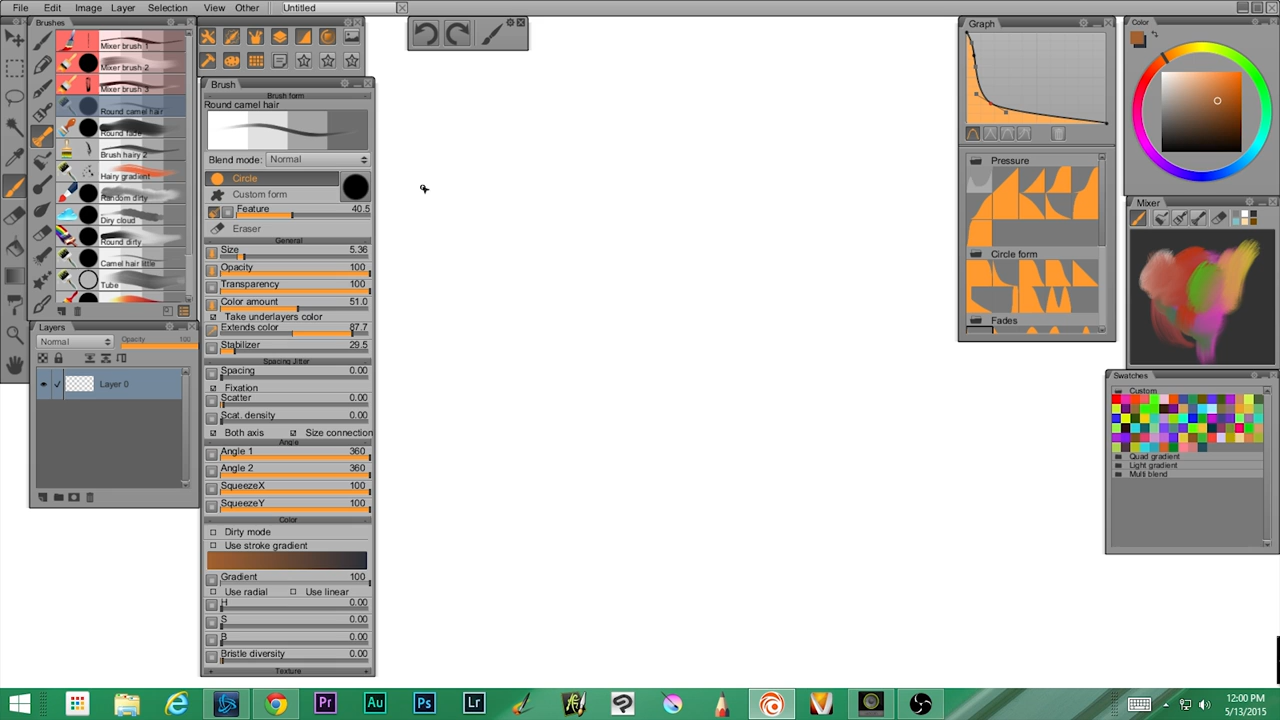 File Edit Image Layer Selection View Other Untitled
Brushes
Mixer brush 1
Mixer brush 2
Mixer brush 3
Round camel hair
Round fade
Brush hairy 2
Hairy gradient
Random dirty
Diry cloud
Round dirty
Camel hair little
Tube
Layers
Normal Opacity 100
Layer 0
Brush
Brush form
Round camel hair
Blend mode: Normal
Circle
Custom form
Feature 40.5
Eraser
General
Size 5.36
Opacity 100
Transparency 100
Color amount 51.0
Take underlayers color
Extends color 87.7
Stabilizer 29.5
Spacing Jitter
Spacing 0.00
Fixation
Scatter 0.00
Scat. density 0.00
Both axis Size connection
Angle
Angle 1 360
Angle 2 360
SqueezeX 100
SqueezeY 100
Color
Dirty mode
Use stroke gradient
Gradient 100
Use radial Use linear
H 0.00
S 0.00
B 0.00
Bristle diversity 0.00
Texture
Graph
Pressure
Circle form
Fades
Color
Mixer
Swatches
Custom
Quad gradient
Light gradient
Multi blend
Pr Au Ps Lr
12:00 PM
5/13/2015